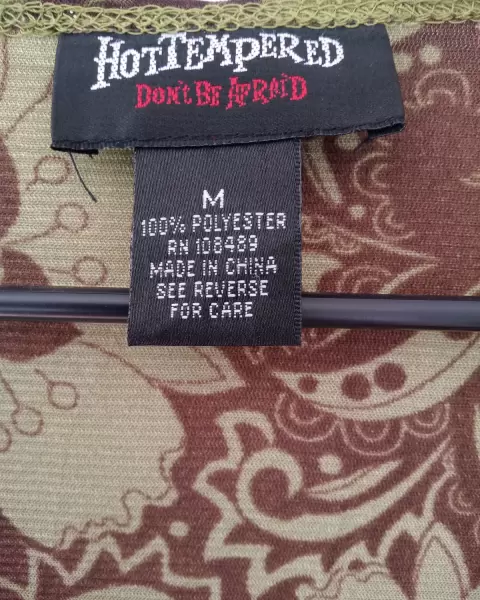 HOTTEMPERED
DON'T BE AFRAID
M
100% POLYESTER
RN 108489
MADE IN CHINA
SEE REVERSE
FOR CARE